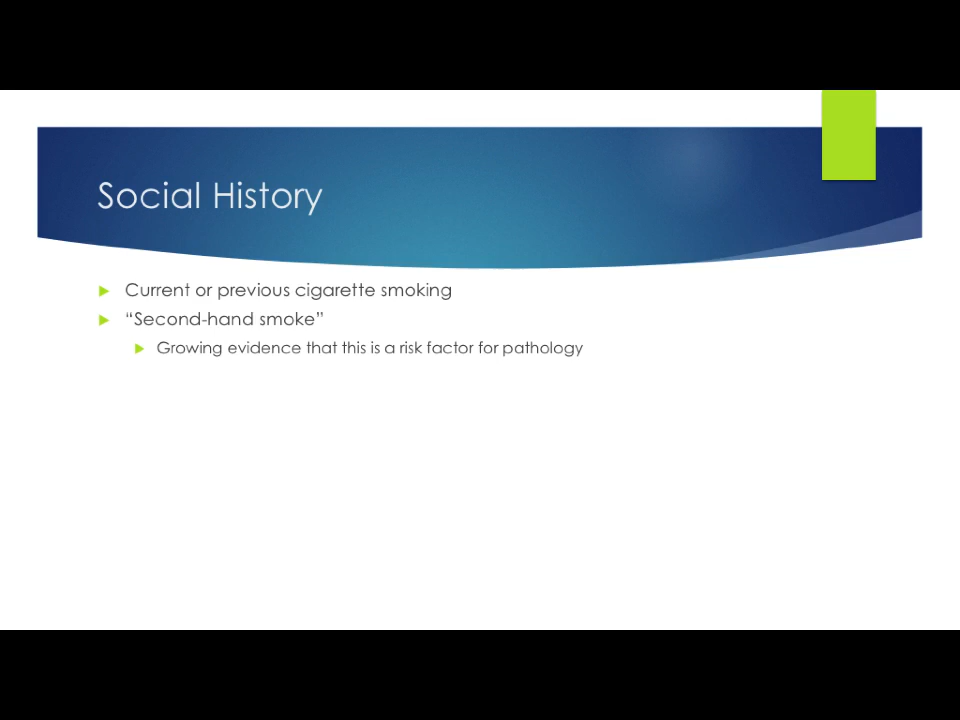 Social History
Current or previous cigarette smoking
“Second-hand smoke”
Growing evidence that this is a risk factor for pathology